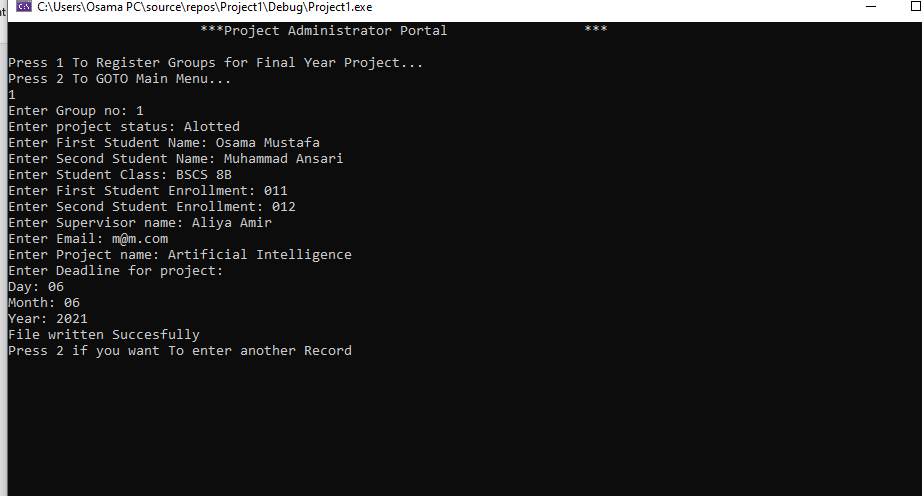 C:\Users\Osama PC\source\repos\Project1\Debug\Project1.exe
***Project Administrator Portal ***
Press 1 To Register Groups for Final Year Project...
Press 2 To GOTO Main Menu...
1
Enter Group no: 1
Enter project status: Alotted
Enter First Student Name: Osama Mustafa
Enter Second Student Name: Muhammad Ansari
Enter Student Class: BSCS 8B
Enter First Student Enrollment: 011
Enter Second Student Enrollment: 012
Enter Supervisor name: Aliya Amir
Enter Email: m@m.com
Enter Project name: Artificial Intelligence
Enter Deadline for project:
Day: 06
Month: 06
Year: 2021
File written Succesfully
Press 2 if you want To enter another Record